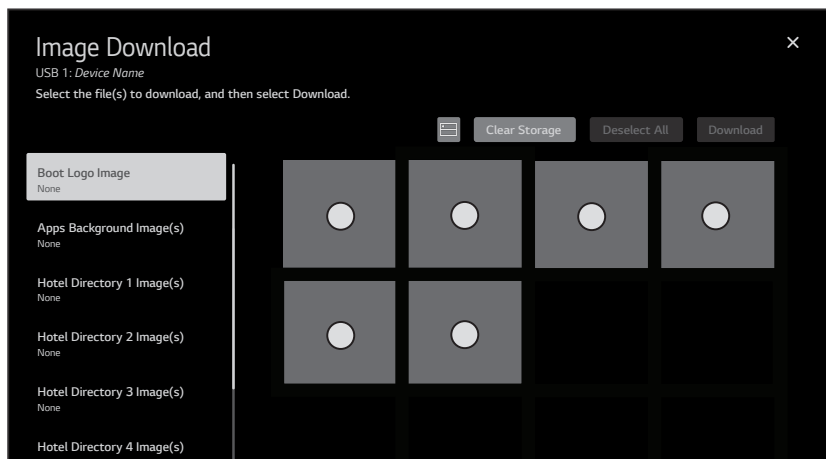 Image Download
USB 1: Device Name
Select the file(s) to download, and then select Download.
Clear Storage
Deselect All
Download
Boot Logo Image
None
Apps Background Image(s)
None
Hotel Directory 1 Image(s)
None
Hotel Directory 2 Image(s)
None
Hotel Directory 3 Image(s)
None
Hotel Directory 4 Image(s)